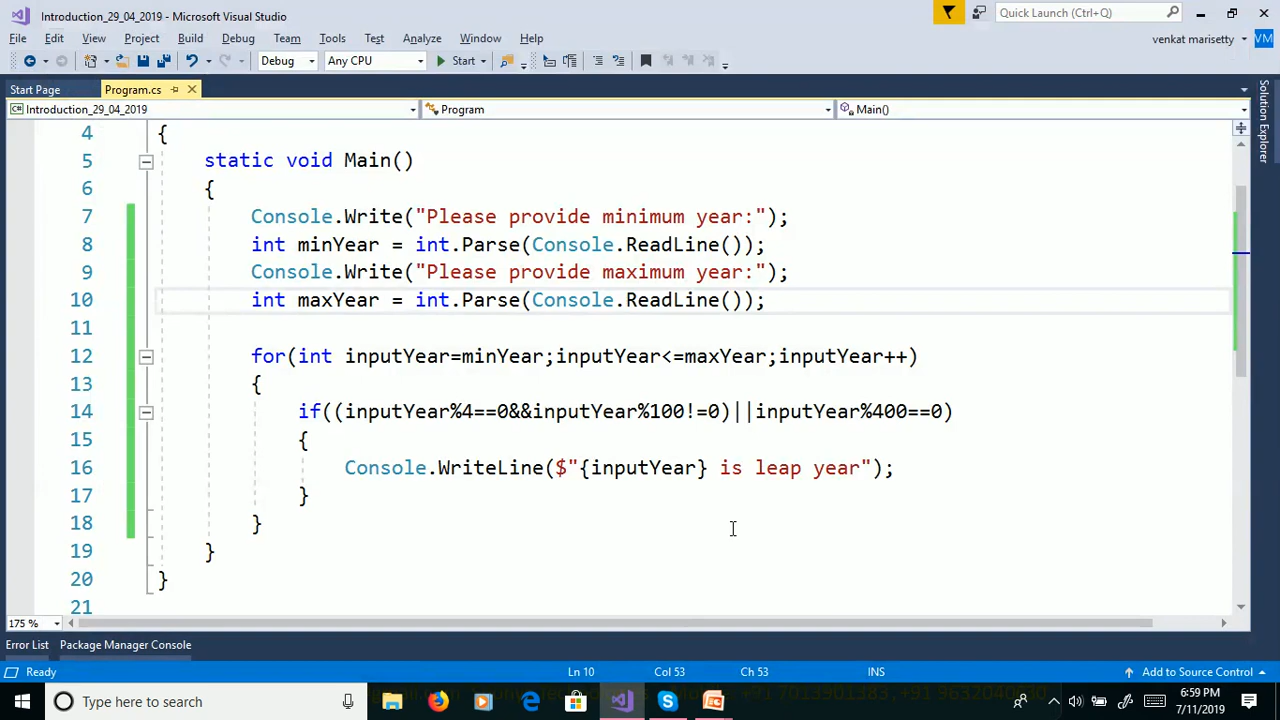 Introduction_29_04_2019 - Microsoft Visual Studio
Quick Launch (Ctrl+Q)
File Edit View Project Build Debug Team Tools Test Analyze Window Help
venkat marisetty VM
Debug Any CPU Start
Start Page Program.cs
Introduction_29_04_2019 Program Main()
Solution Explorer
4 {
5 static void Main()
6 {
7 Console.Write("Please provide minimum year:");
8 int minYear = int.Parse(Console.ReadLine());
9 Console.Write("Please provide maximum year:");
10 int maxYear = int.Parse(Console.ReadLine());
11
12 for(int inputYear=minYear;inputYear<=maxYear;inputYear++)
13 {
14 if((inputYear%4==0&&inputYear%100!=0)||inputYear%400==0)
15 {
16 Console.WriteLine($"{inputYear} is leap year");
17 }
18 }
19 }
20 }
21
175 %
Error List Package Manager Console
Ready Ln 10 Col 53 Ch 53 INS Add to Source Control
Type here to search
6:59 PM
7/11/2019